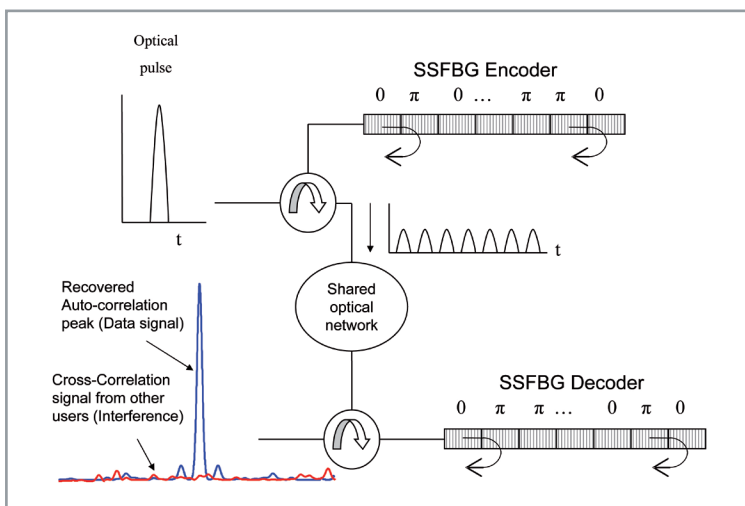 Optical
pulse
t
SSFBG Encoder
0 π 0 … π π 0
t
Shared
optical
network
Recovered
Auto-correlation
peak (Data signal)
Cross-Correlation
signal from other
users (Interference)
SSFBG Decoder
0 π π … 0 π 0